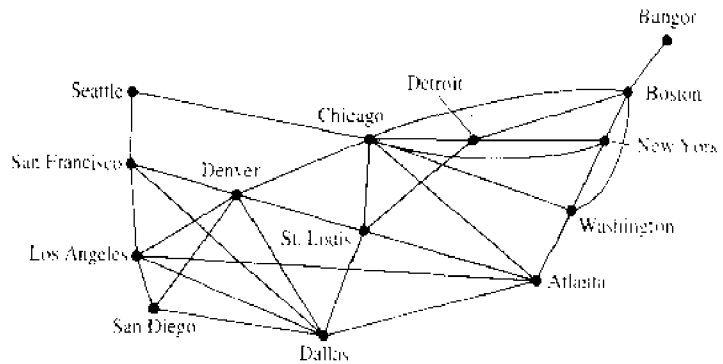 Bangor
Seattle
Detroit
Boston
Chicago
New York
San Francisco
Denver
Washington
St. Louis
Los Angeles
Atlanta
San Diego
Dallas